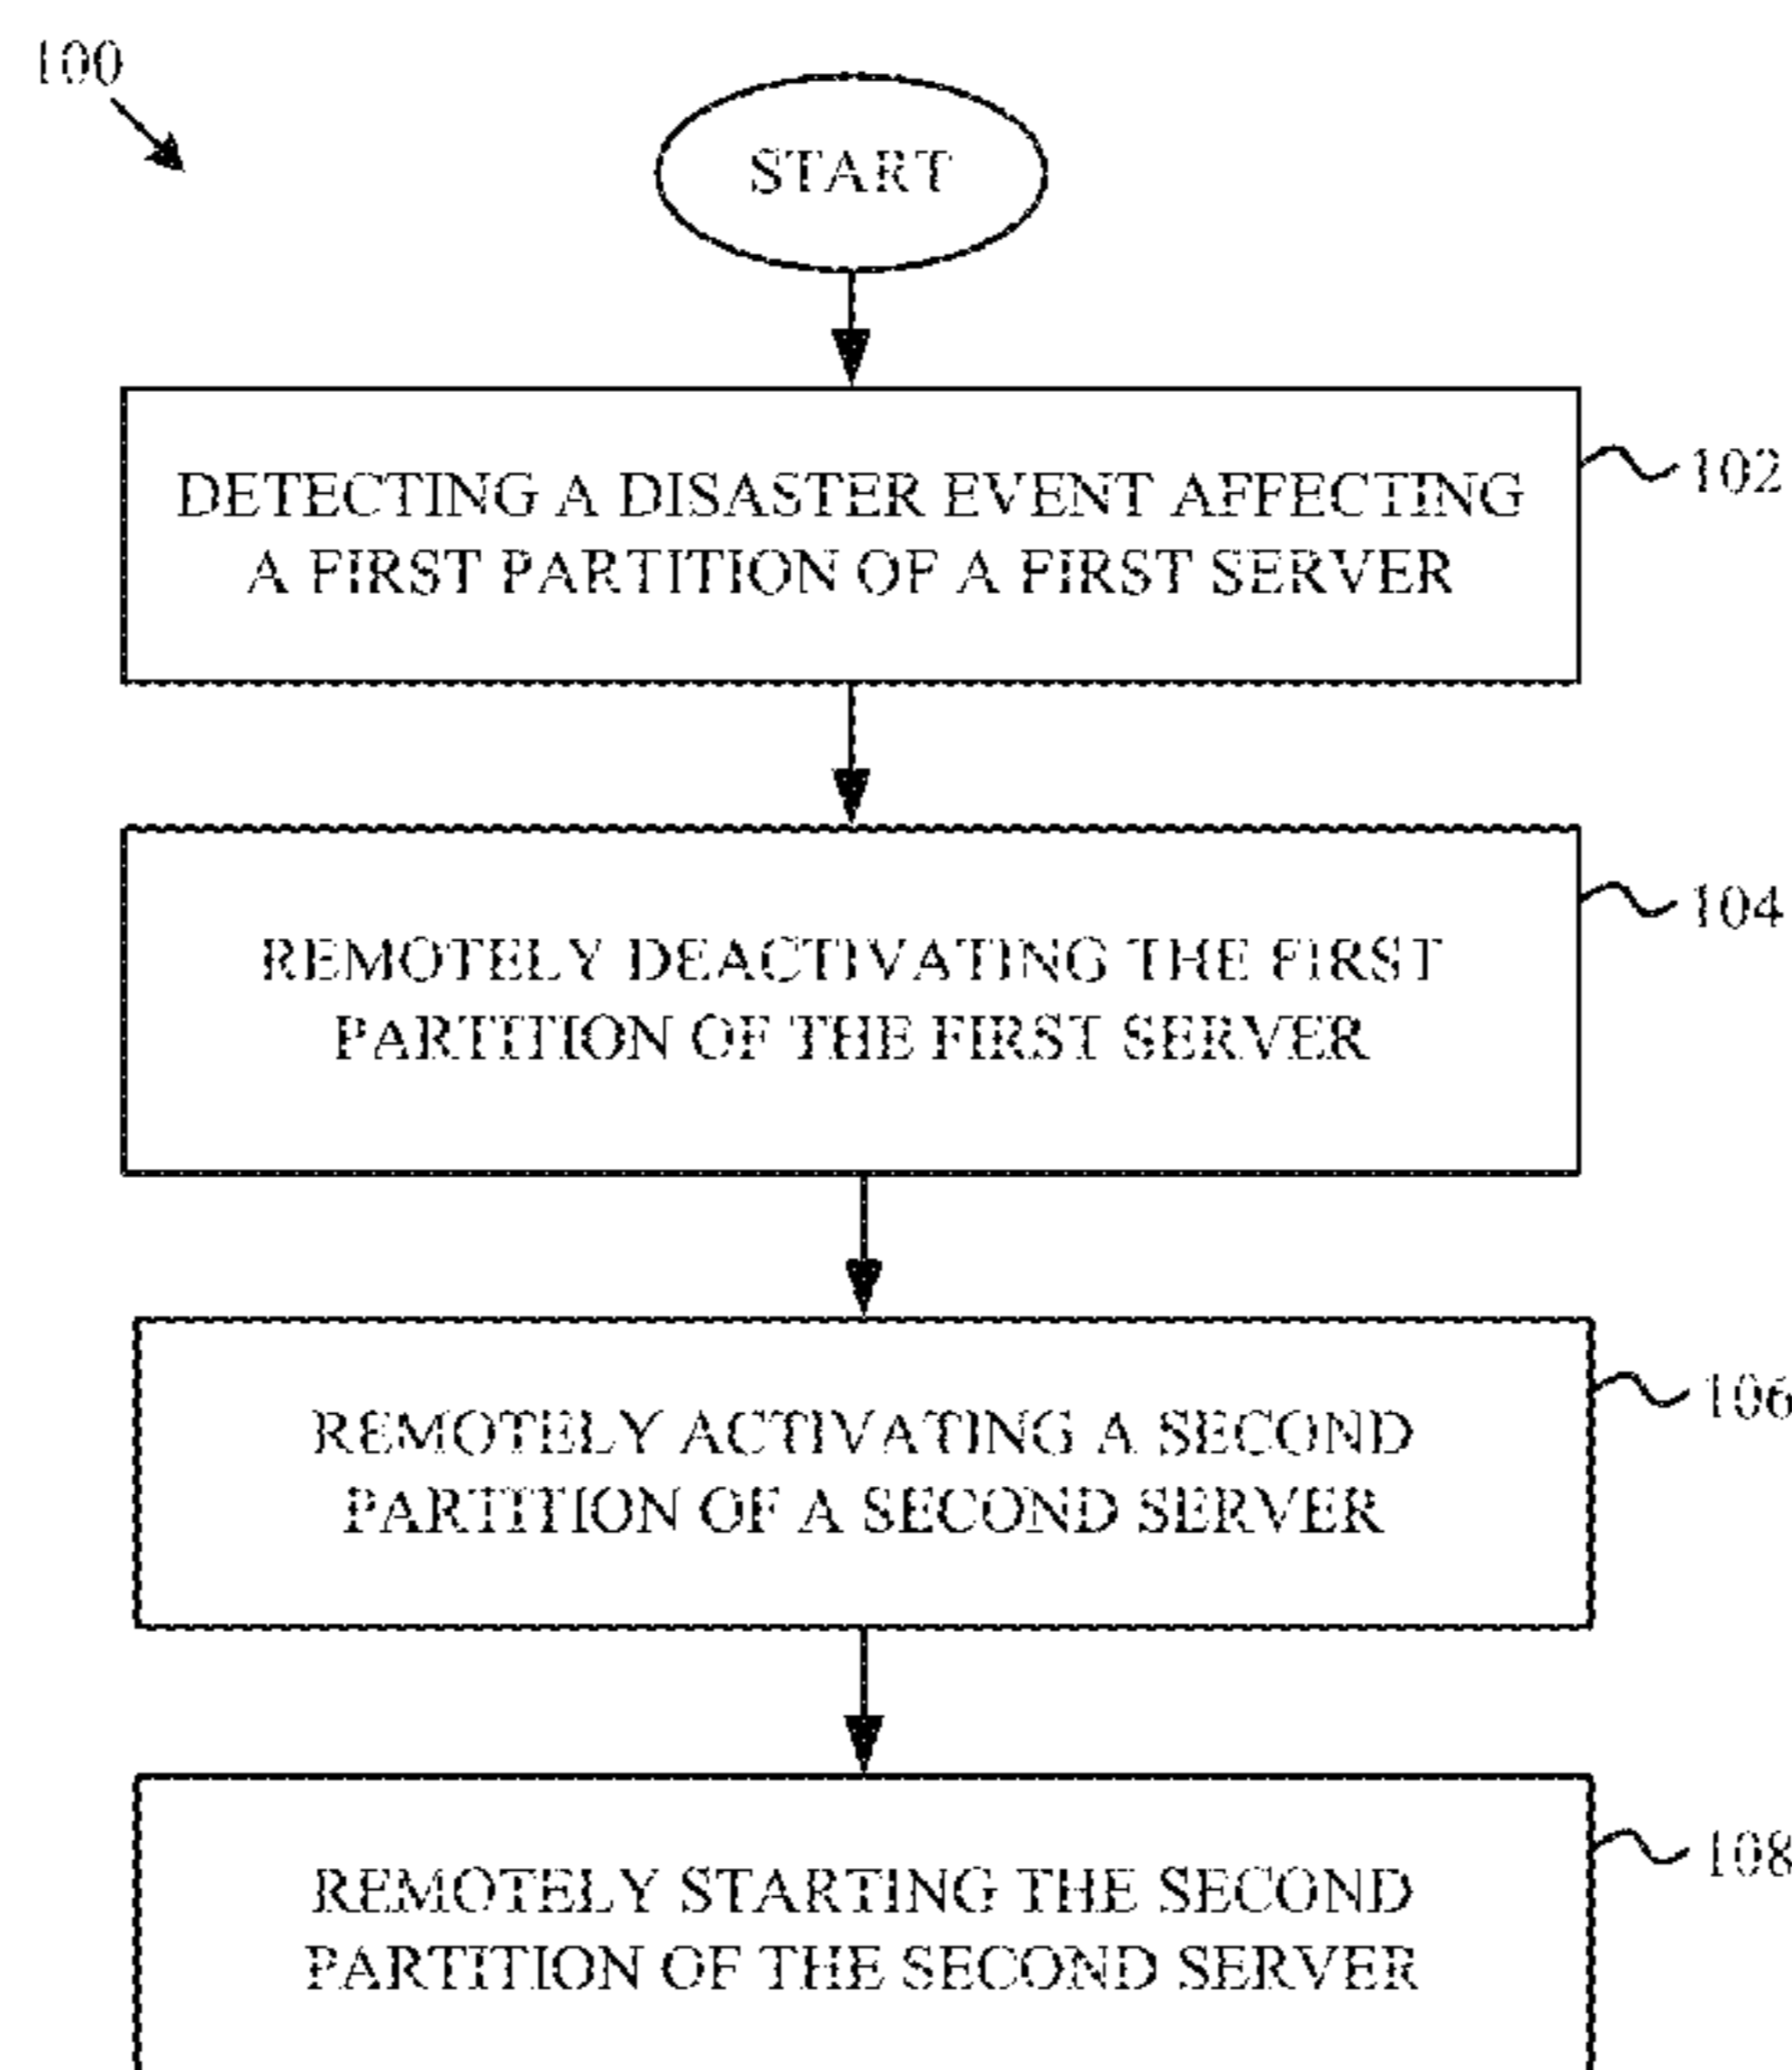 100
START
DETECTING A DISASTER EVENT AFFECTING
A FIRST PARTITION OF A FIRST SERVER
102
REMOTELY DEACTIVATING THE FIRST
PARTITION OF THE FIRST SERVER
104
REMOTELY ACTIVATING A SECOND
PARTITION OF A SECOND SERVER
106
REMOTELY STARTING THE SECOND
PARTITION OF THE SECOND SERVER
108